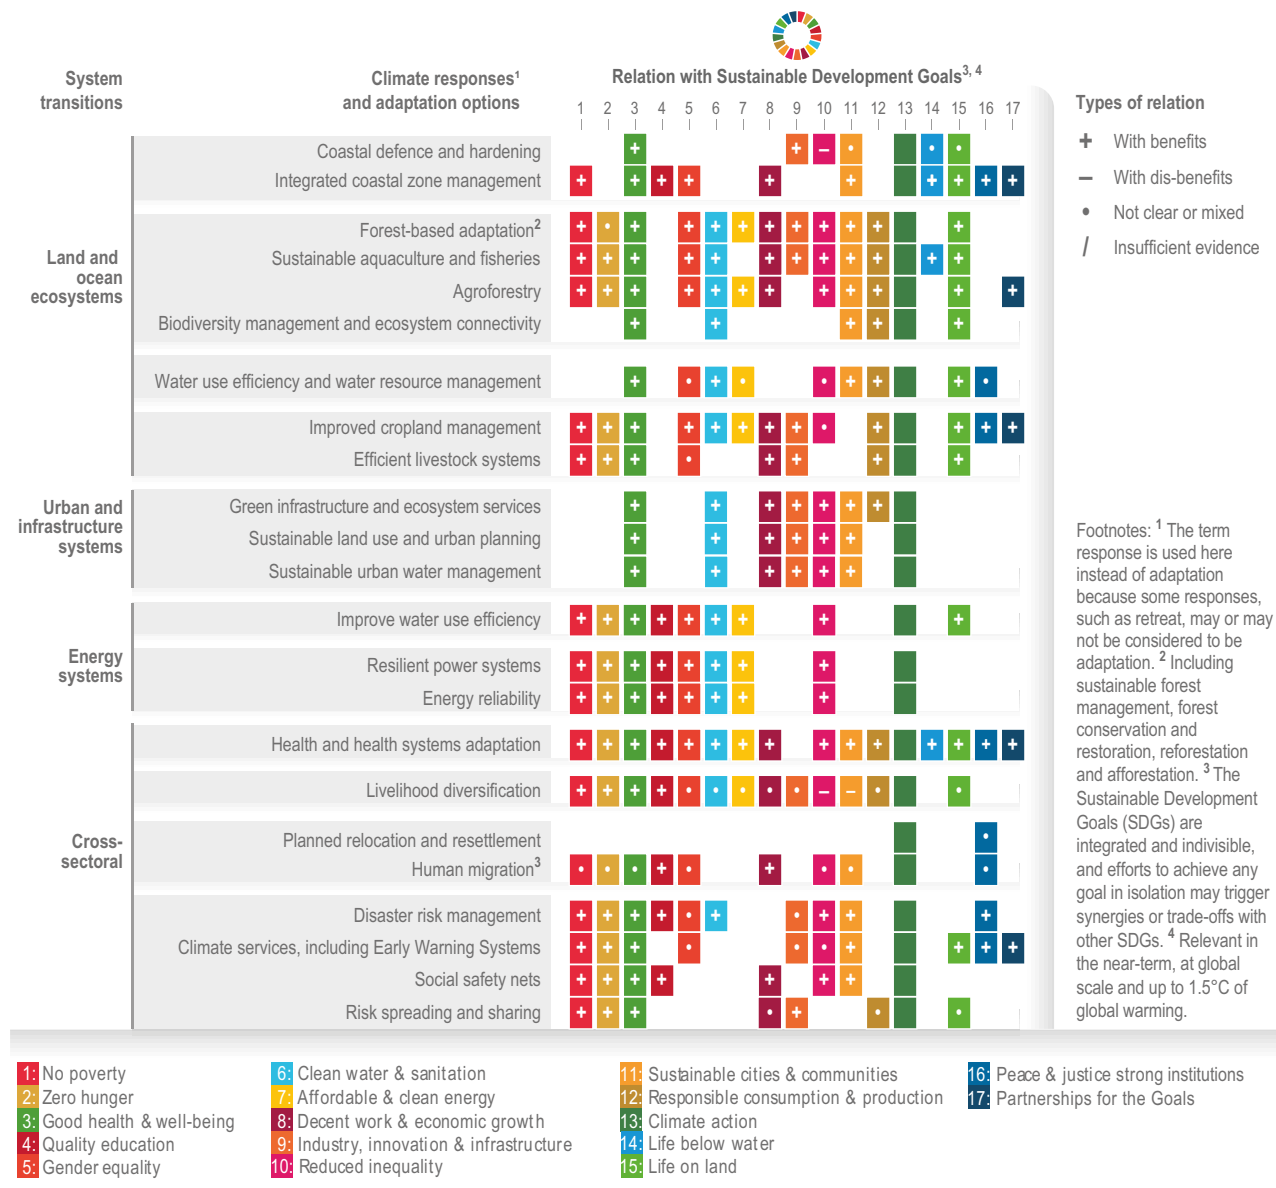 System
transitions
Climate responses¹
and adaptation options
Relation with Sustainable Development Goals³, ⁴
1 2 3 4 5 6 7 8 9 10 11 12 13 14 15 16 17
Types of relation
+ With benefits
– With dis-benefits
• Not clear or mixed
/ Insufficient evidence
Land and
ocean
ecosystems
Coastal defence and hardening + + – • • •
Integrated coastal zone management + + + + + + + + + +
Forest-based adaptation² + • + + + + + + + + + +
Sustainable aquaculture and fisheries + + + + + + + + + + + +
Agroforestry + + + + + + + + + + + +
Biodiversity management and ecosystem connectivity + + + + +
Water use efficiency and water resource management + • + • • + + + •
Improved cropland management + + + + + + + + • + + + +
Efficient livestock systems + + + • + + + +
Urban and
infrastructure
systems
Green infrastructure and ecosystem services + + + + + + +
Sustainable land use and urban planning + + + + + +
Sustainable urban water management + + + + + +
Energy
systems
Improve water use efficiency + + + + + + + + +
Resilient power systems + + + + + + + +
Energy reliability + + + + + + + +
Cross-
sectoral
Health and health systems adaptation + + + + + + + + + + + + + + +
Livelihood diversification + + + + • • • • • – – • •
Planned relocation and resettlement •
Human migration³ • • • + • + • • •
Disaster risk management + + + + • + • + + +
Climate services, including Early Warning Systems + + + • • • + + + +
Social safety nets + + + + + + +
Risk spreading and sharing + + + • + • •
Footnotes: ¹ The term
response is used here
instead of adaptation
because some responses,
such as retreat, may or may
not be considered to be
adaptation. ² Including
sustainable forest
management, forest
conservation and
restoration, reforestation
and afforestation. ³ The
Sustainable Development
Goals (SDGs) are
integrated and indivisible,
and efforts to achieve any
goal in isolation may trigger
synergies or trade-offs with
other SDGs. ⁴ Relevant in
the near-term, at global
scale and up to 1.5°C of
global warming.
1: No poverty
2: Zero hunger
3: Good health & well-being
4: Quality education
5: Gender equality
6: Clean water & sanitation
7: Affordable & clean energy
8: Decent work & economic growth
9: Industry, innovation & infrastructure
10: Reduced inequality
11: Sustainable cities & communities
12: Responsible consumption & production
13: Climate action
14: Life below water
15: Life on land
16: Peace & justice strong institutions
17: Partnerships for the Goals